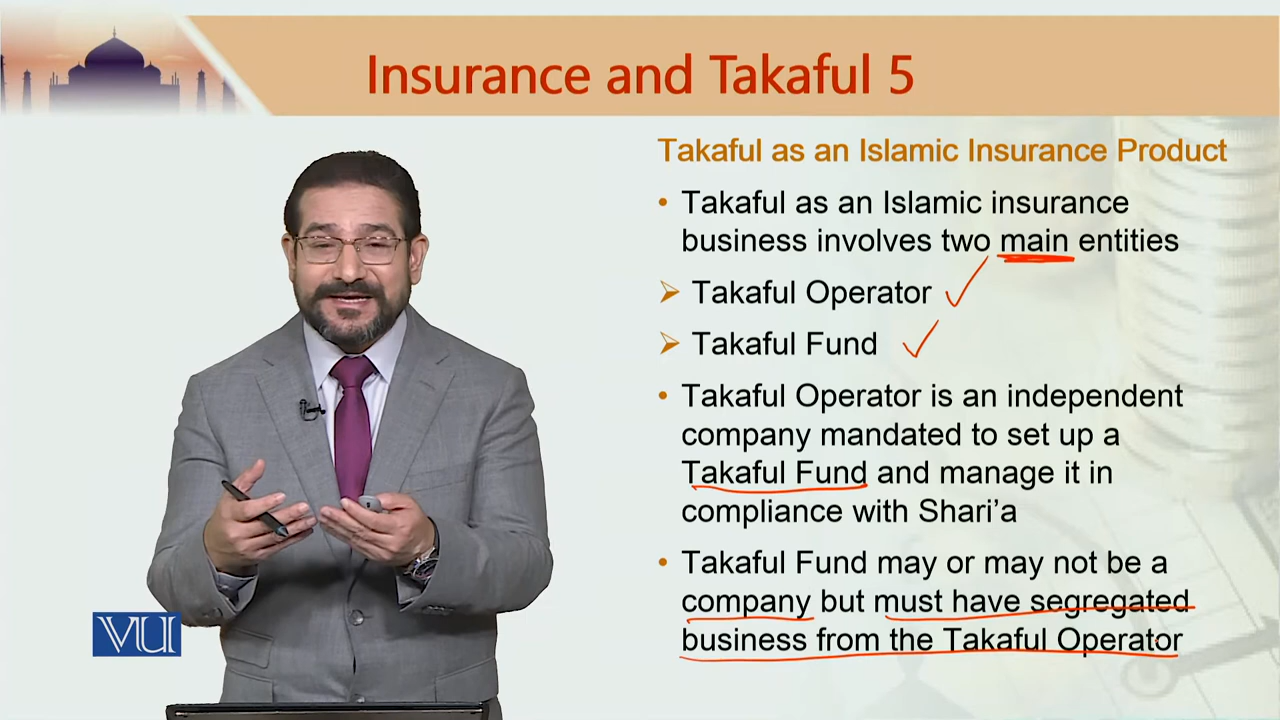 Insurance and Takaful 5
Takaful as an Islamic Insurance Product
• Takaful as an Islamic insurance
business involves two main entities
➢ Takaful Operator
➢ Takaful Fund
• Takaful Operator is an independent
company mandated to set up a
Takaful Fund and manage it in
compliance with Shari’a
• Takaful Fund may or may not be a
company but must have segregated
business from the Takaful Operator
VU